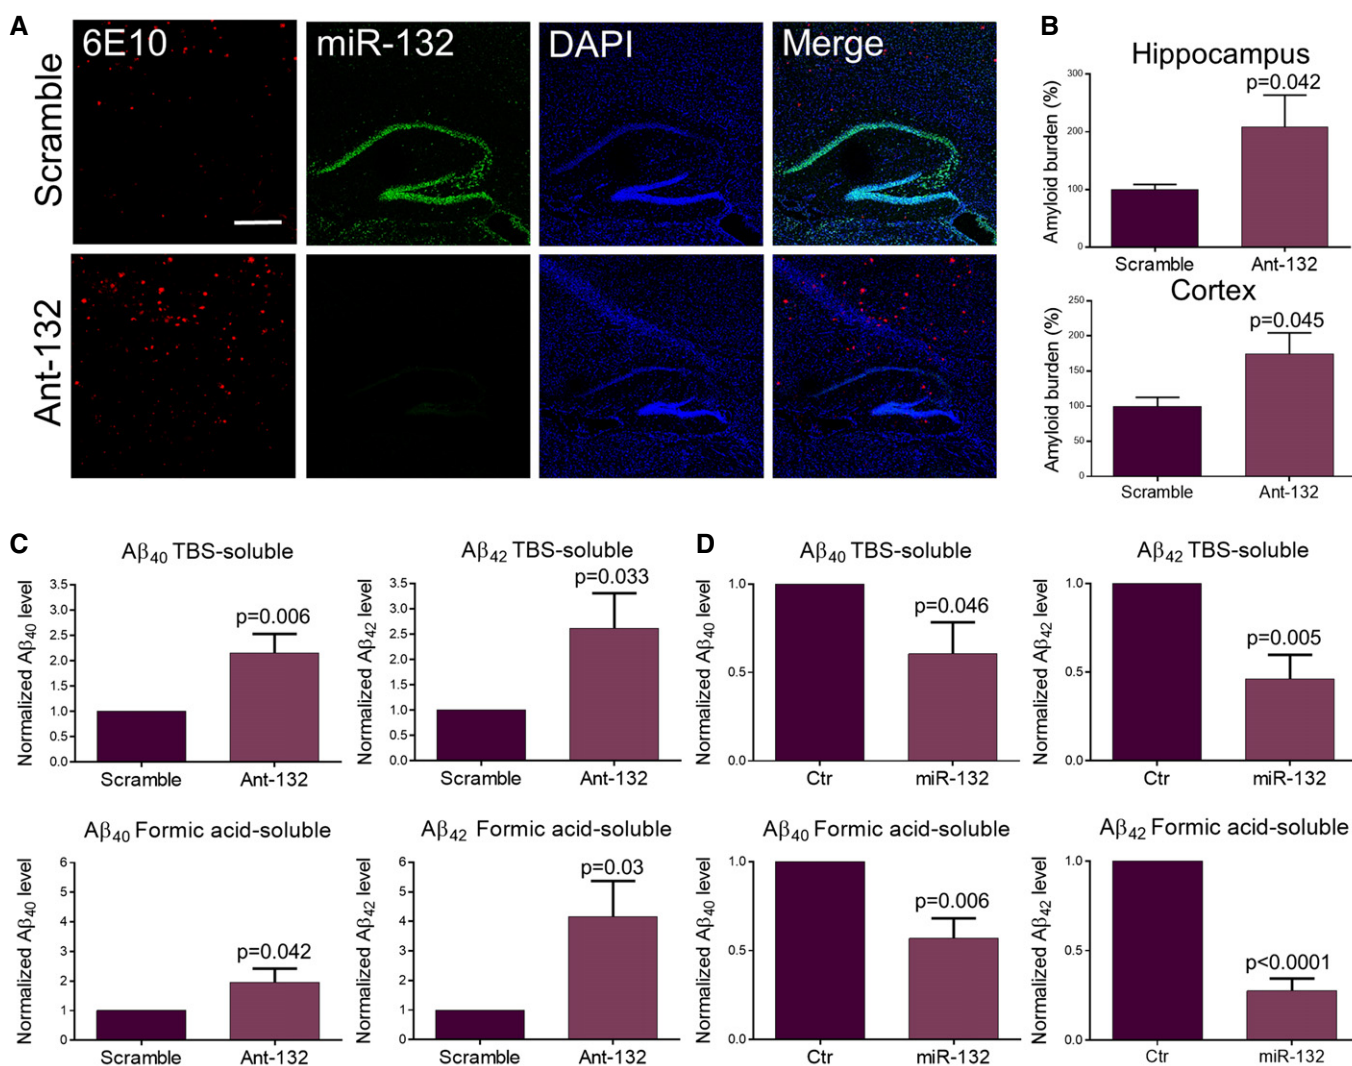 A
6E10
miR-132
DAPI
Merge
Scramble
Ant-132
B
Hippocampus
Amyloid burden (%)
300
200
100
0
p=0.042
Scramble
Ant-132
Cortex
Amyloid burden (%)
250
200
150
100
50
0
p=0.045
Scramble
Ant-132
C
Aβ40 TBS-soluble
Normalized Aβ40 level
3.5
3.0
2.5
2.0
1.5
1.0
0.5
0.0
p=0.006
Scramble
Ant-132
Aβ42 TBS-soluble
Normalized Aβ42 level
3.5
3.0
2.5
2.0
1.5
1.0
0.5
0.0
p=0.033
Scramble
Ant-132
Aβ40 Formic acid-soluble
Normalized Aβ40 level
6
5
4
3
2
1
0
p=0.042
Scramble
Ant-132
Aβ42 Formic acid-soluble
Normalized Aβ42 level
6
5
4
3
2
1
0
p=0.03
Scramble
Ant-132
D
Aβ40 TBS-soluble
Normalized Aβ40 level
1.0
0.5
0.0
p=0.046
Ctr
miR-132
Aβ42 TBS-soluble
Normalized Aβ42 level
1.0
0.5
0.0
p=0.005
Ctr
miR-132
Aβ40 Formic acid-soluble
Normalized Aβ40 level
1.0
0.5
0.0
p=0.006
Ctr
miR-132
Aβ42 Formic acid-soluble
Normalized Aβ42 level
1.0
0.5
0.0
p<0.0001
Ctr
miR-132